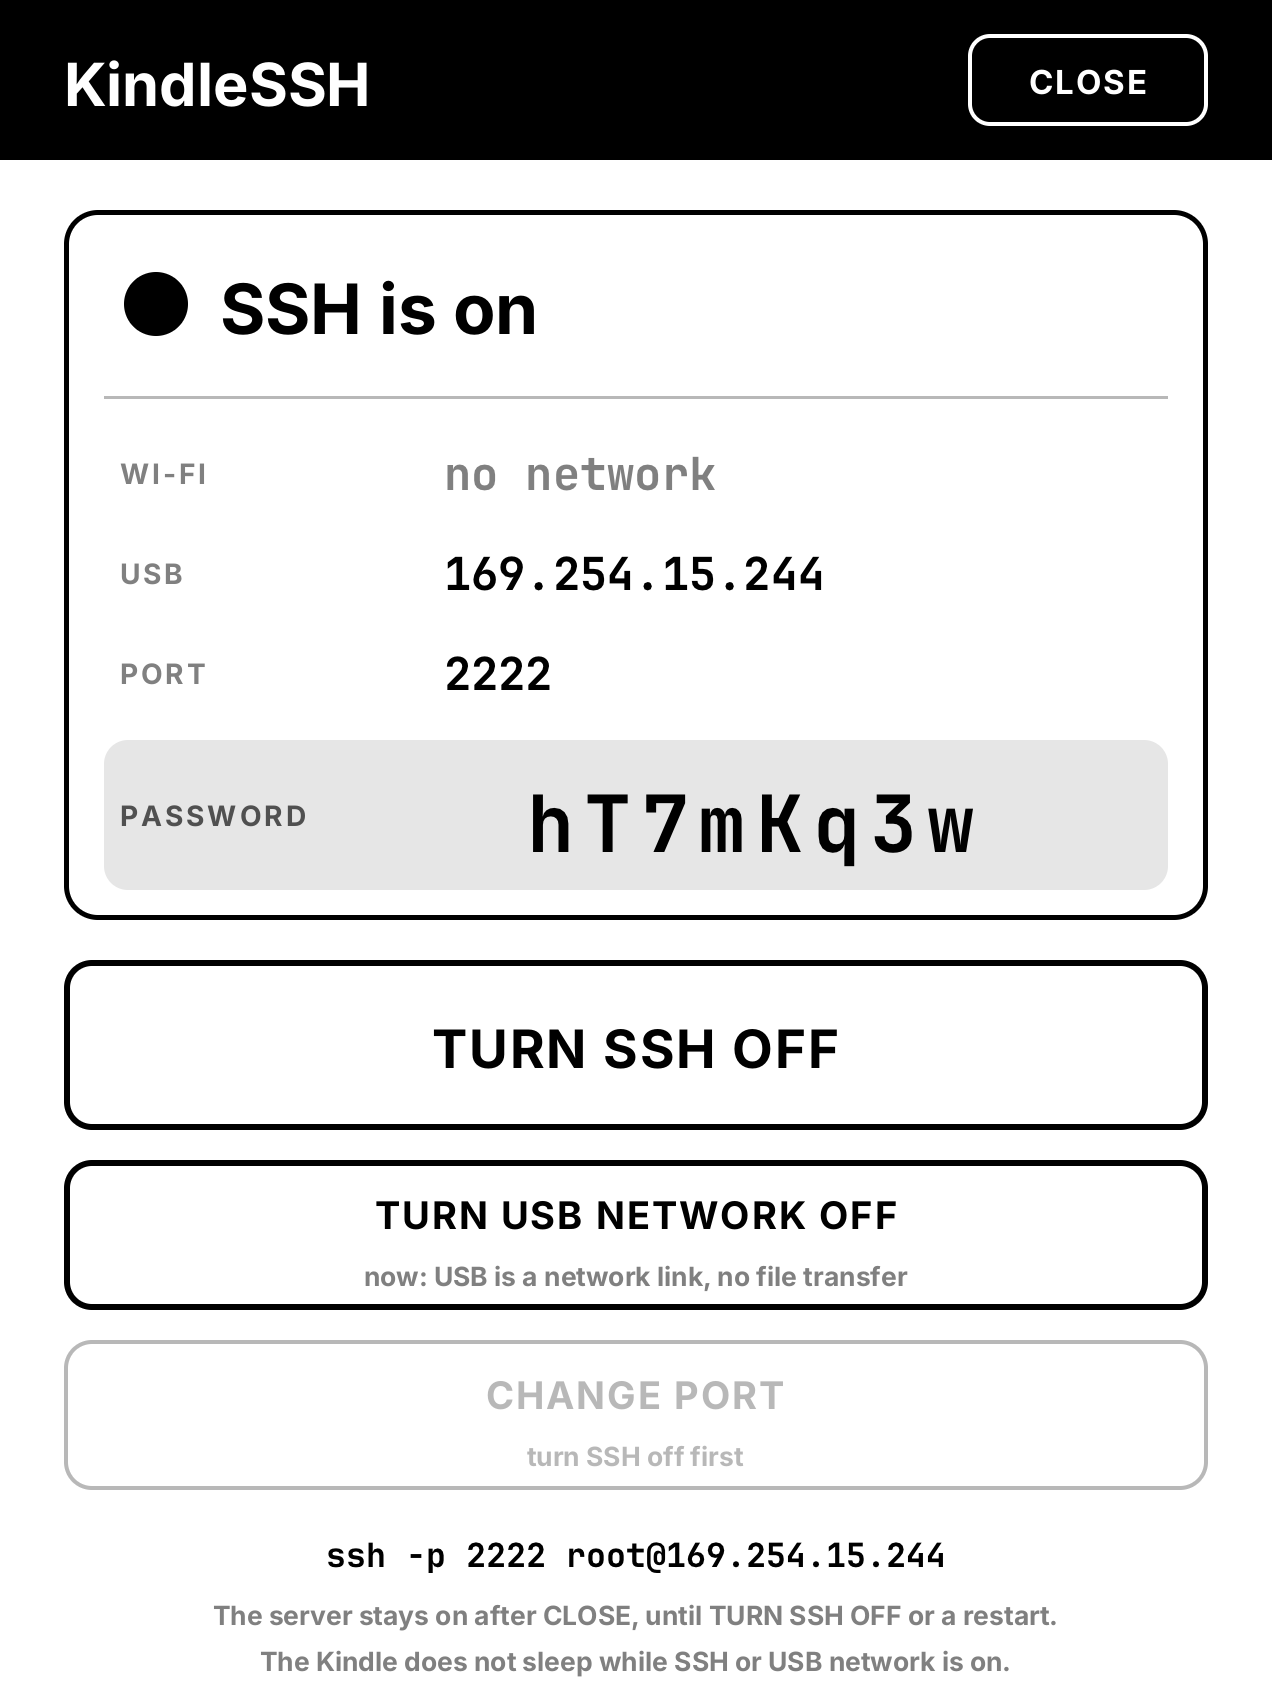 KindleSSH
CLOSE
SSH is on
WI-FI no network
USB 169.254.15.244
PORT 2222
PASSWORD hT7mKq3w
TURN SSH OFF
TURN USB NETWORK OFF
now: USB is a network link, no file transfer
CHANGE PORT
turn SSH off first
ssh -p 2222 root@169.254.15.244
The server stays on after CLOSE, until TURN SSH OFF or a restart.
The Kindle does not sleep while SSH or USB network is on.